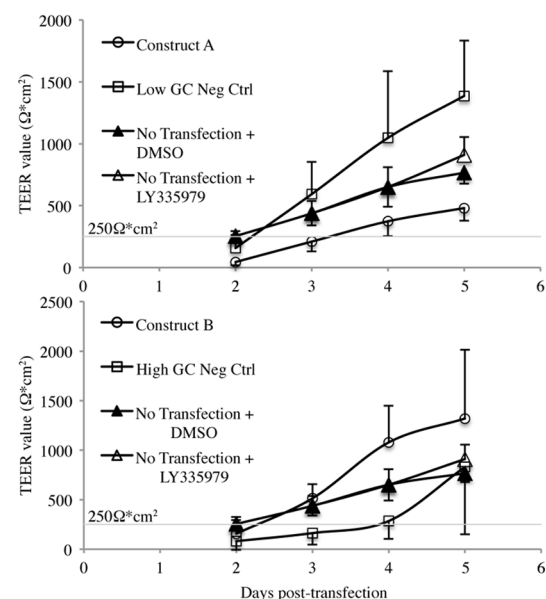 2000
1500
1000
500
0
TEER value (Ω*cm²)
Construct A
Low GC Neg Ctrl
No Transfection +
DMSO
No Transfection +
LY335979
250Ω*cm²
0 1 2 3 4 5 6
2500
2000
1500
1000
500
0
TEER value (Ω*cm²)
Construct B
High GC Neg Ctrl
No Transfection +
DMSO
No Transfection +
LY335979
250Ω*cm²
0 1 2 3 4 5 6
Days post-transfection